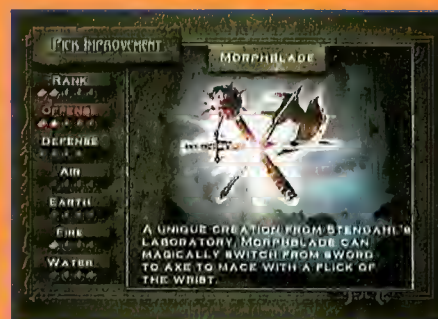 PICK IMPROVEMENT
MORPHBLADE
RANK
OFFENSE
DEFENSE
AIR
EARTH
FIRE
WATER
A UNIQUE CREATION FROM STENDAHL'S
LABORATORY, MORPHBLADE CAN
MAGICALLY SWITCH FROM SWORD
TO AXE TO MACE WITH A FLICK OF
THE WRIST.